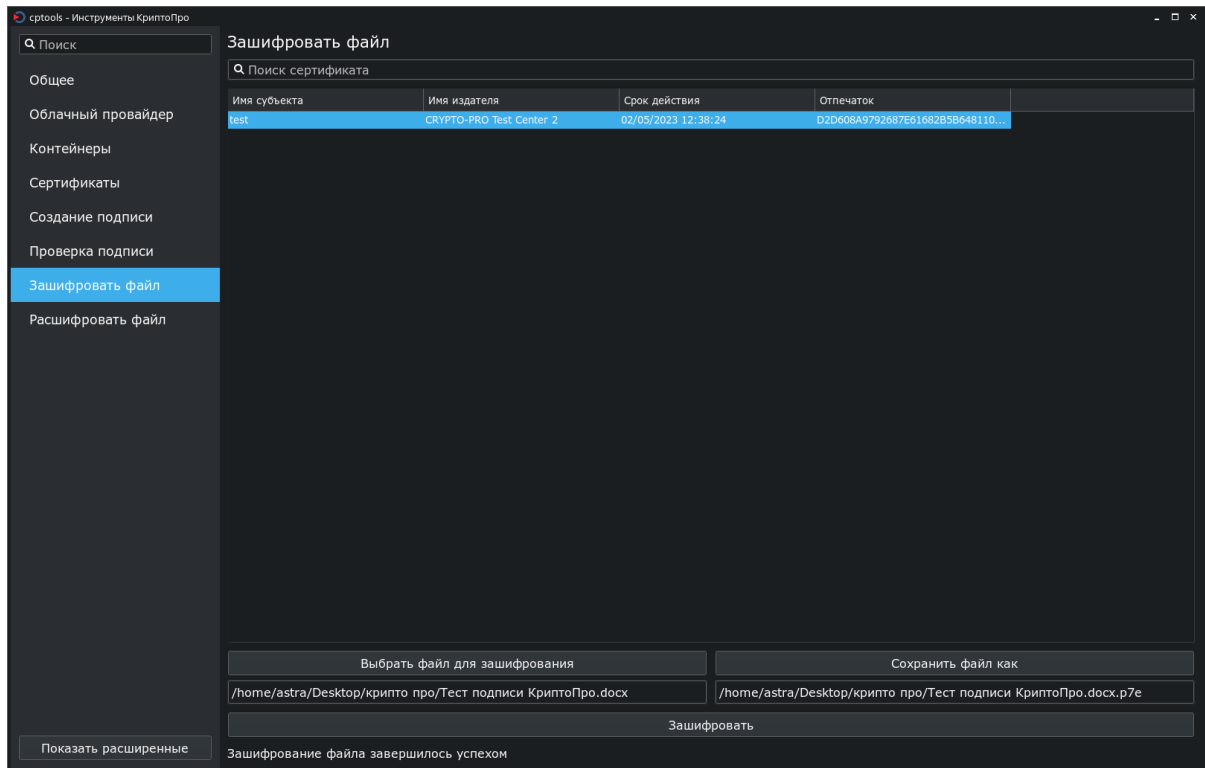 cptools - Инструменты КриптоПро
Поиск
Общее
Облачный провайдер
Контейнеры
Сертификаты
Создание подписи
Проверка подписи
Зашифровать файл
Расшифровать файл
Показать расширенные
Зашифровать файл
Поиск сертификата
Имя субъекта Имя издателя Срок действия Отпечаток
test CRYPTO-PRO Test Center 2 02/05/2023 12:38:24 D2D608A9792687E61682B5B648110...
Выбрать файл для зашифрования Сохранить файл как
/home/astra/Desktop/крипто про/Тест подписи КриптоПро.docx /home/astra/Desktop/крипто про/Тест подписи КриптоПро.docx.p7e
Зашифровать
Зашифрование файла завершилось успехом